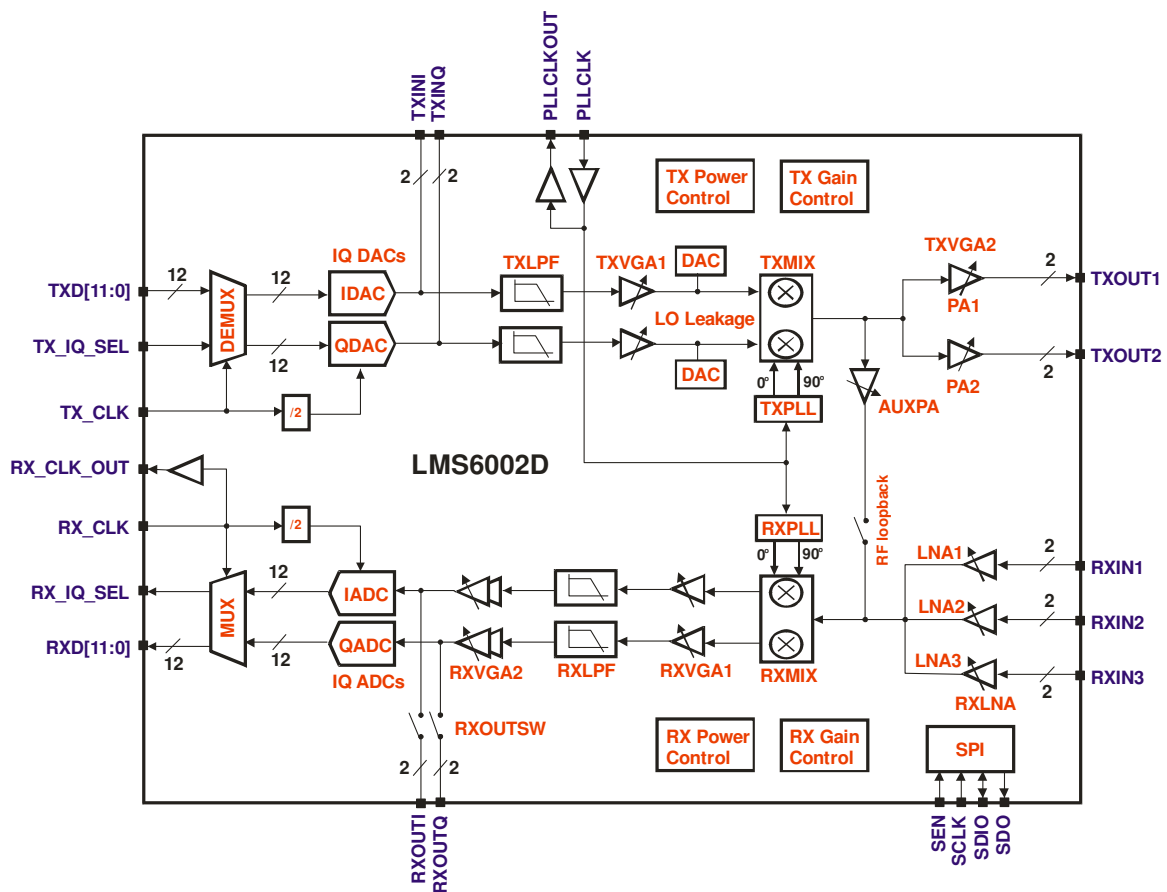 TXINI
TXINQ
PLLCLKOUT
PLLCLK
2
2
TX Power
Control
TX Gain
Control
IQ DACs
TXLPF
TXVGA1
DAC
TXMIX
TXVGA2
12
12
2
TXD[11:0]
DEMUX
IDAC
TXOUT1
PA1
LO Leakage
TX_IQ_SEL
QDAC
12
2
TXOUT2
DAC
PA2
0°
90°
AUXPA
TX_CLK
/2
TXPLL
RX_CLK_OUT
LMS6002D
RX_CLK
/2
RXPLL
RF loopback
0°
90°
LNA1
2
RXIN1
RX_IQ_SEL
MUX
12
IADC
LNA2
2
RXIN2
RXD[11:0]
12
12
QADC
LNA3
2
RXIN3
IQ ADCs
RXVGA2
RXLPF
RXVGA1
RXMIX
RXLNA
RXOUTSW
RX Power
Control
RX Gain
Control
SPI
2
2
RXOUTI
RXOUTQ
SEN
SCLK
SDIO
SDO